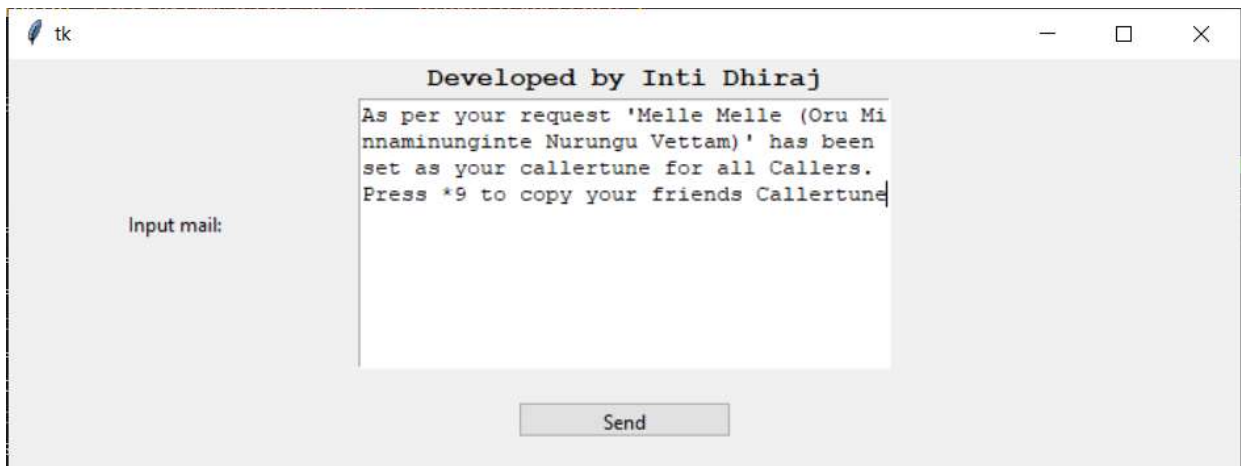 tk
Developed by Inti Dhiraj
As per your request 'Melle Melle (Oru Mi
nnaminunginte Nurungu Vettam)' has been
set as your callertune for all Callers.
Press *9 to copy your friends Callertune
Input mail:
Send